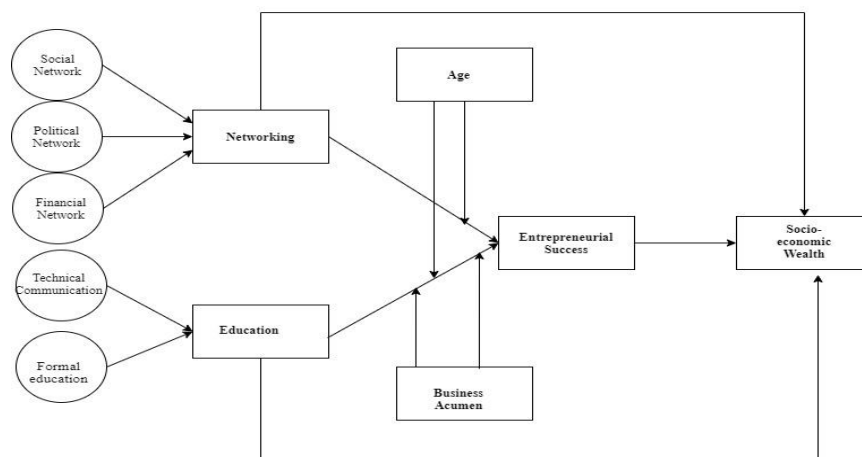 Social
Network
Political
Network
Financial
Network
Technical
Communication
Formal
education
Networking
Education
Age
Business
Acumen
Entrepreneurial
Success
Socio-
economic
Wealth